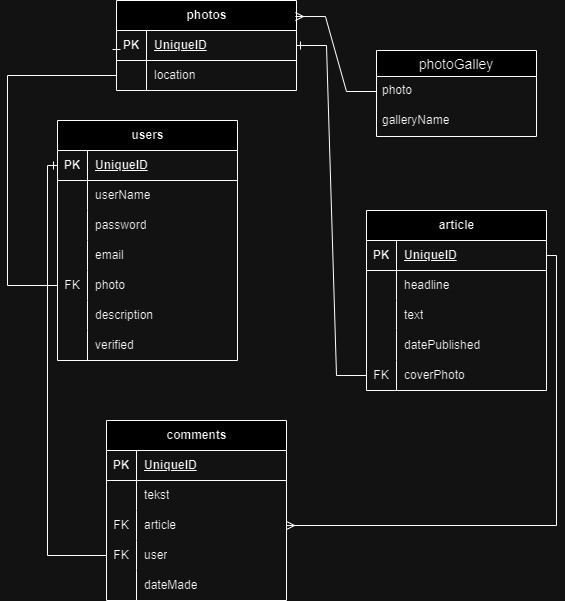 photos
PK UniqueID
location
photoGalley
photo
galleryName
users
PK UniqueID
userName
password
email
FK photo
description
verified
article
PK UniqueID
headline
text
datePublished
FK coverPhoto
comments
PK UniqueID
tekst
FK article
FK user
dateMade